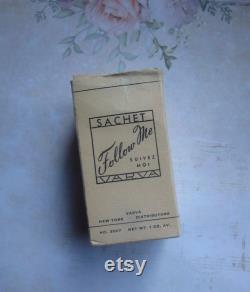 SACHET
Follow Me
SUIVEZ
MOI
VARVA
VARVA
NEW YORK DISTRIBUTORS
NET WT. 1 OZ. AV.
etsy